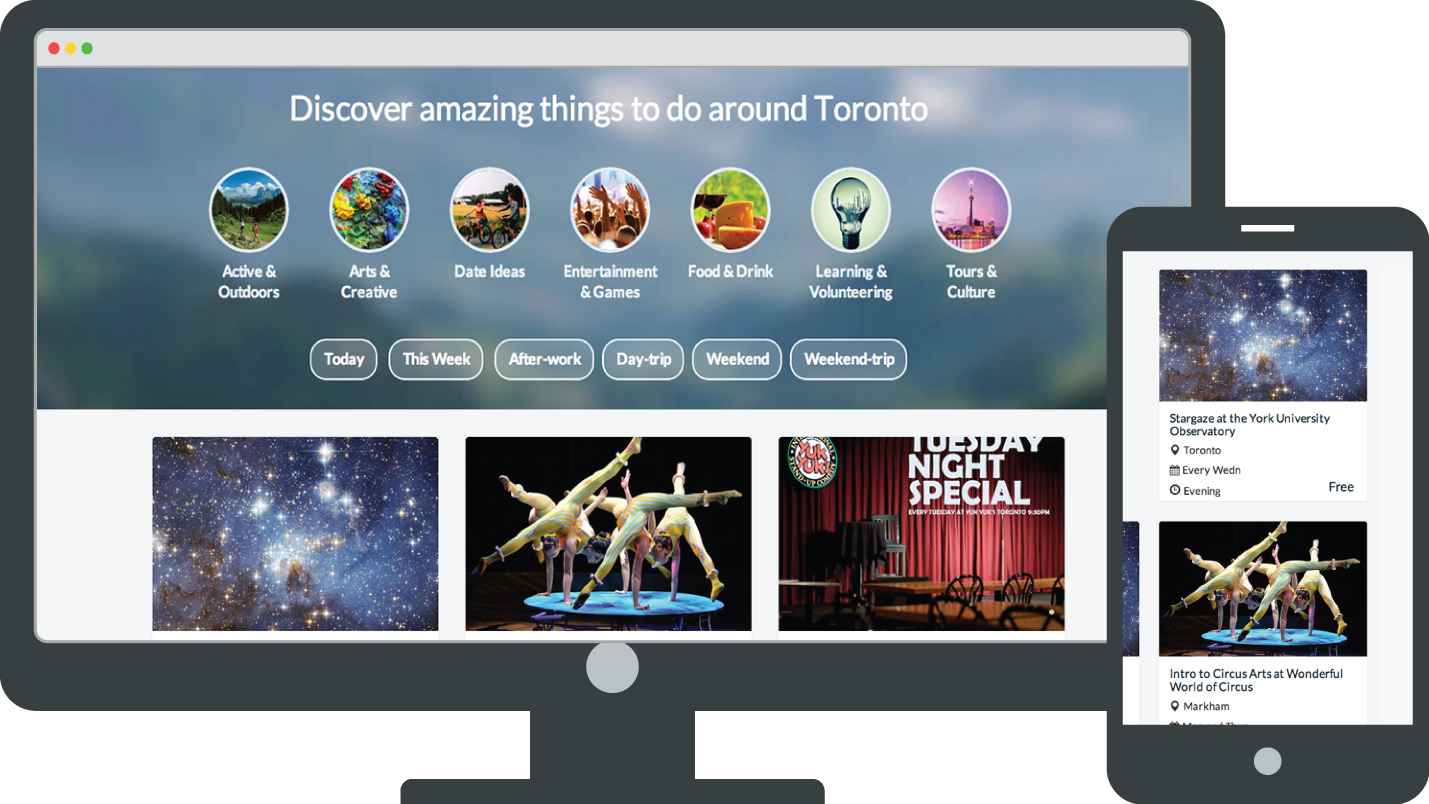 Discover amazing things to do around Toronto
Active &
Outdoors
Arts &
Creative
Date Ideas
Entertainment
& Games
Food & Drink
Learning &
Volunteering
Tours &
Culture
Today
This Week
After-work
Day-trip
Weekend
Weekend-trip
YUK
YUK'S
STAND-UP COMEDY
TUESDAY
NIGHT
SPECIAL
EVERY TUESDAY AT YUK YUK'S TORONTO 9:30PM
Stargaze at the York University
Observatory
Toronto
Every Wedn
Evening
Free
Intro to Circus Arts at Wonderful
World of Circus
Markham